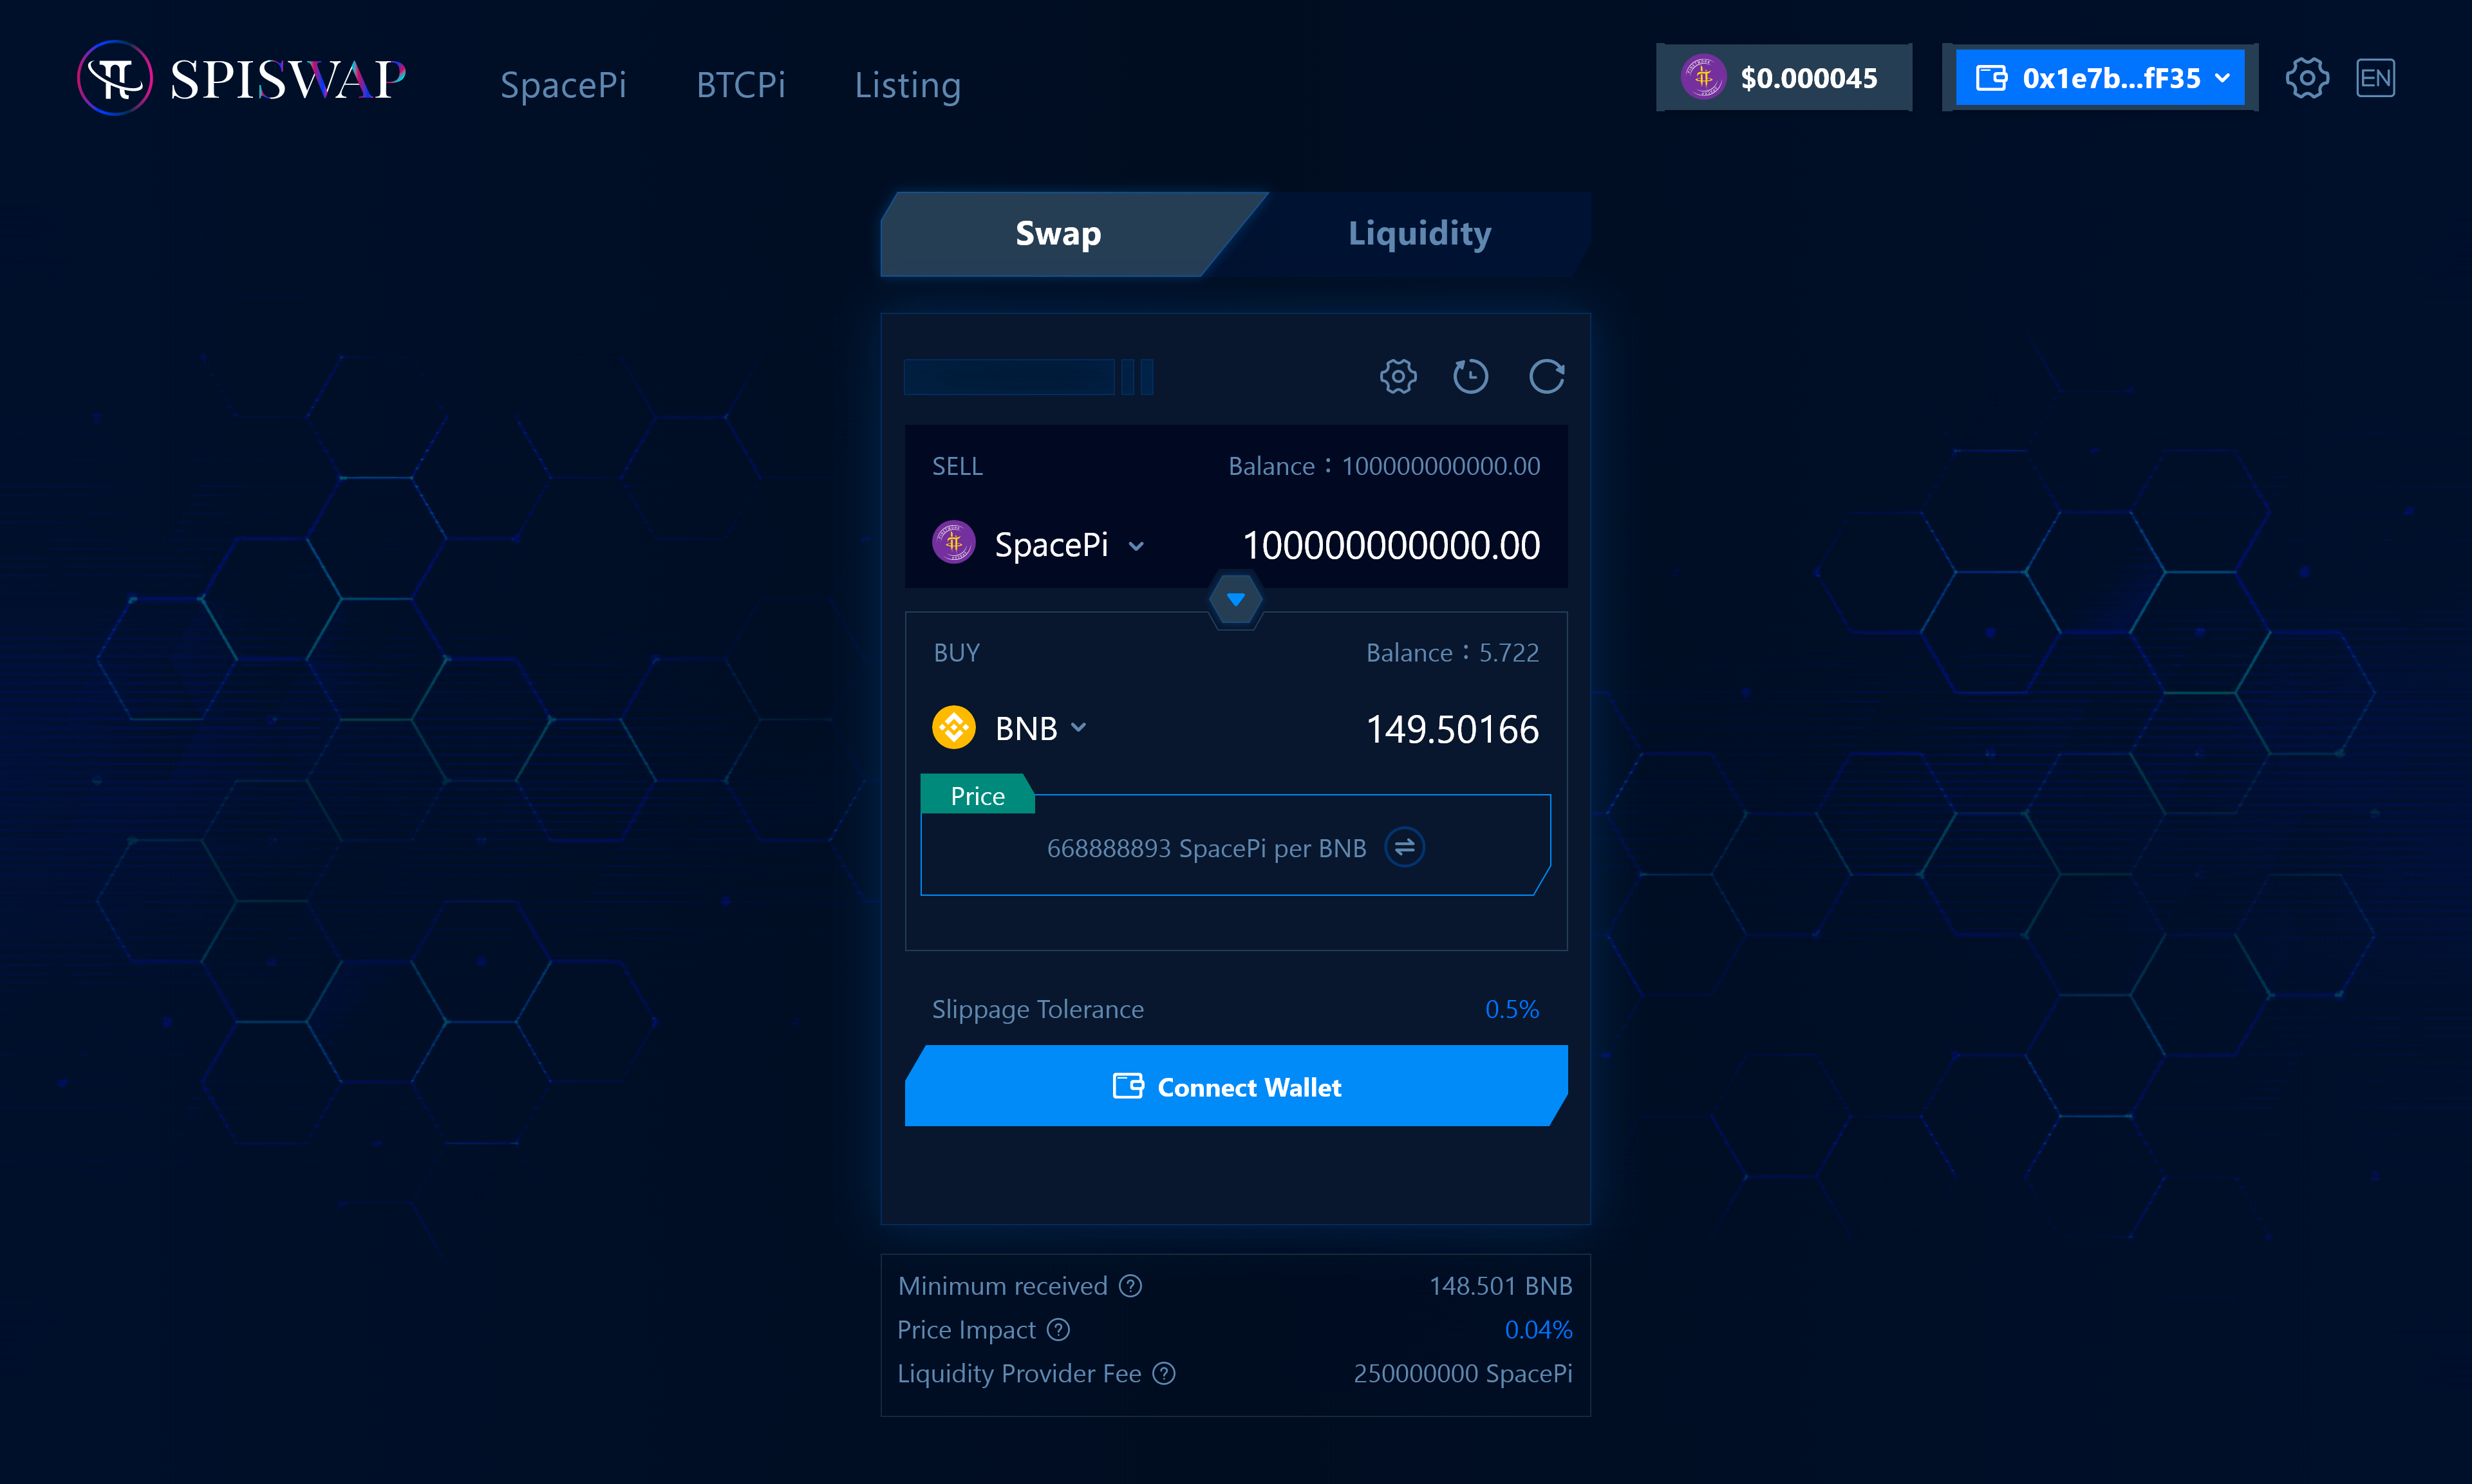 SPISWAP
SpacePi
BTCPi
Listing
$0.000045
0x1e7b...fF35
EN
Swap
Liquidity
SELL
Balance：100000000000.00
SpacePi
100000000000.00
BUY
Balance：5.722
BNB
149.50166
Price
668888893 SpacePi per BNB
Slippage Tolerance
0.5%
Connect Wallet
Minimum received
148.501 BNB
Price Impact
0.04%
Liquidity Provider Fee
250000000 SpacePi